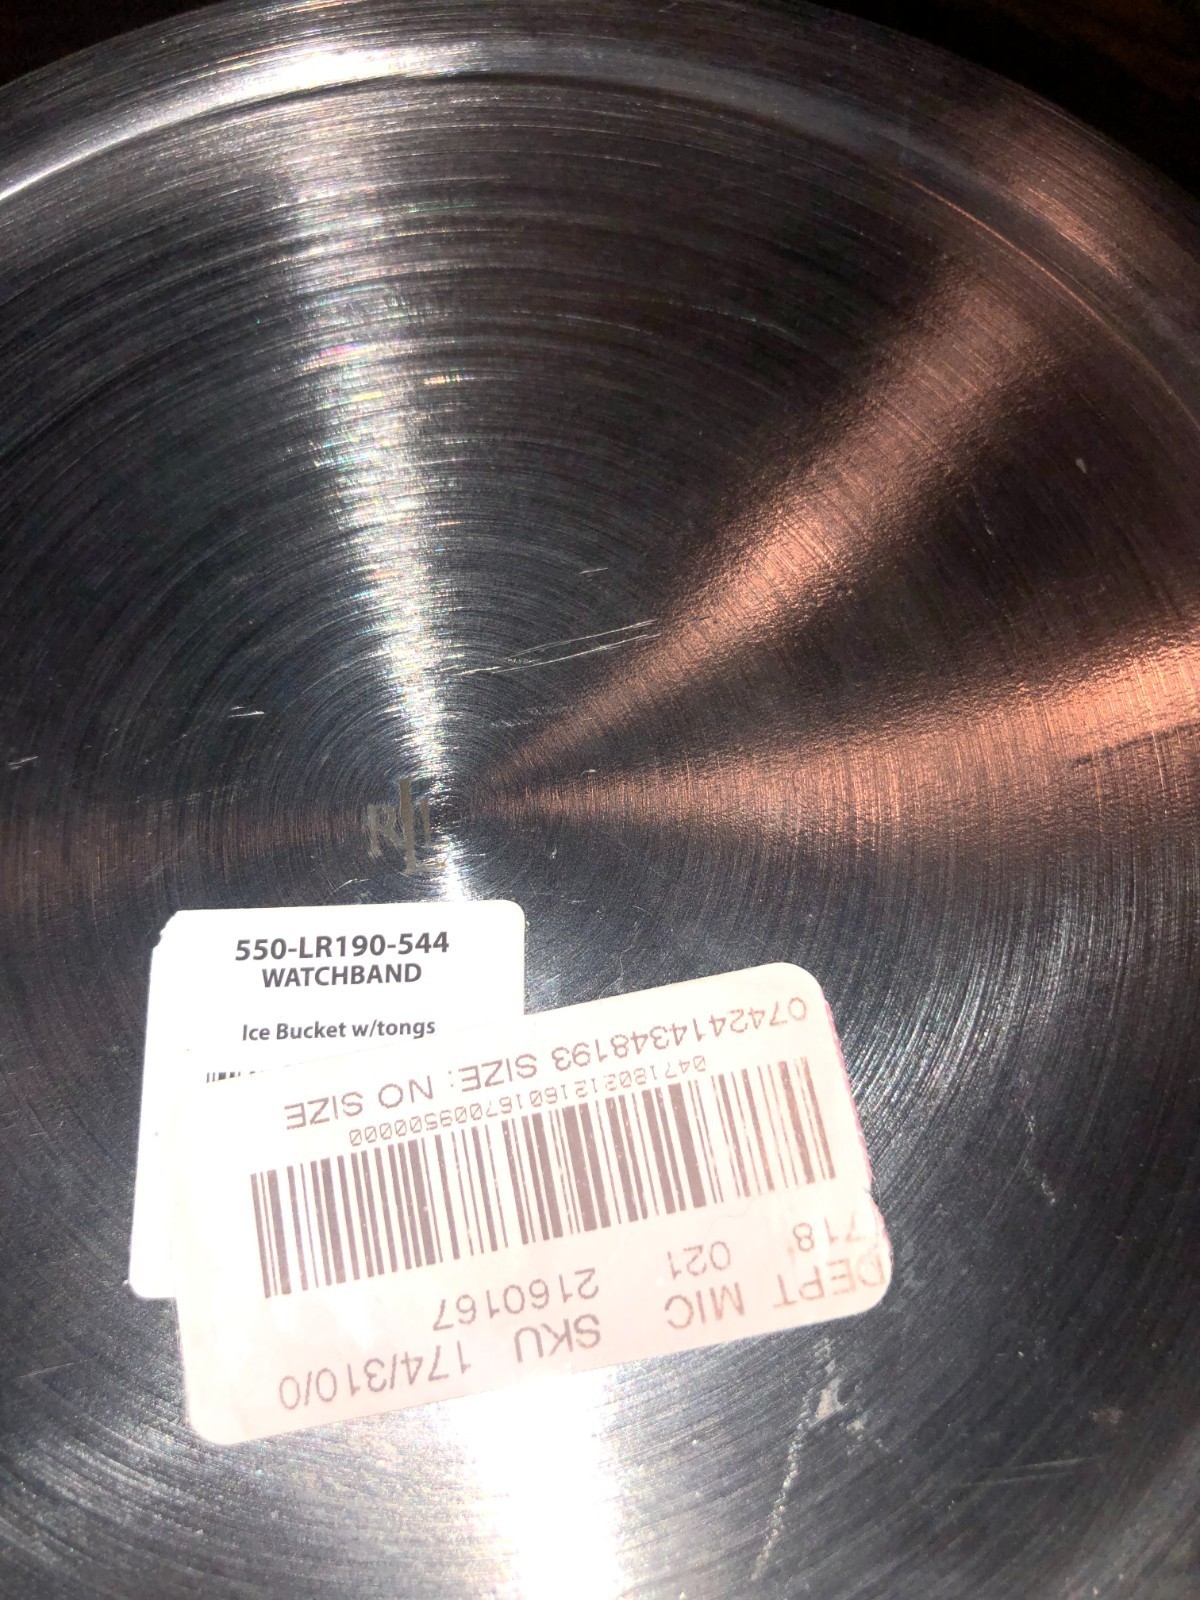 550-LR190-544
WATCHBAND
Ice Bucket w/tongs
DEPT MIC SKU 174/310/0
718 021 2160167
047180212160167009500000
0742414348193 SIZE: NO SIZE